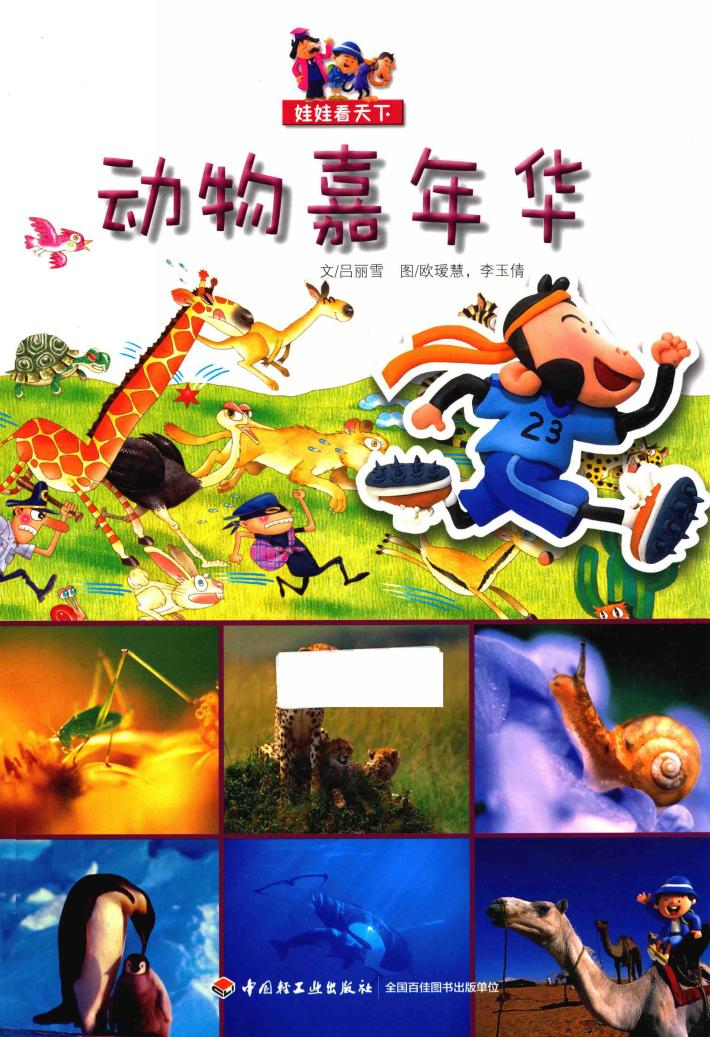 娃娃看天下
动物嘉年华
文/吕丽雪 图/欧瑷慧，李玉倩
23
中国轻工业出版社 全国百佳图书出版单位